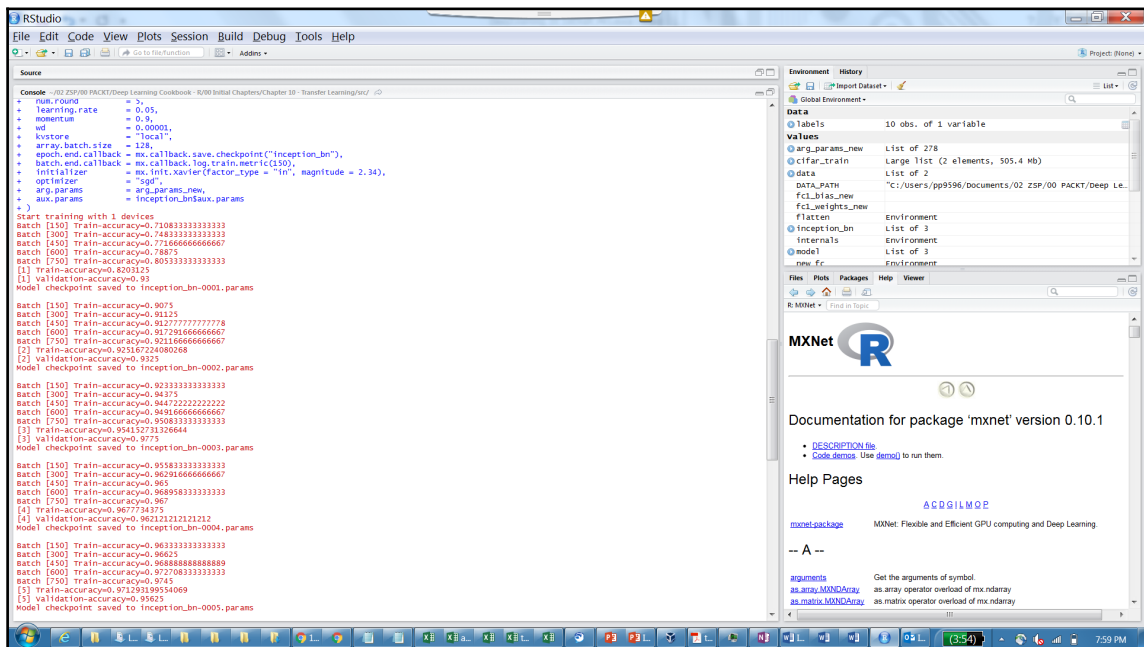 RStudio
File Edit Code View Plots Session Build Debug Tools Help
Go to file/function Addins
Project: (None)
Source
Console ~/02 ZSP/00 PACKT/Deep Learning Cookbook - R/00 Initial Chapters/Chapter 10 - Transfer Learning/src/
+ num.round = 5,
+ learning.rate = 0.05,
+ momentum = 0.9,
+ wd = 0.00001,
+ kvstore = "local",
+ array.batch.size = 128,
+ epoch.end.callback = mx.callback.save.checkpoint("inception_bn"),
+ batch.end.callback = mx.callback.log.train.metric(150),
+ initializer = mx.init.Xavier(factor_type = "in", magnitude = 2.34),
+ optimizer = "sgd",
+ arg.params = arg_params_new,
+ aux.params = inception_bn$aux.params
+ )
Start training with 1 devices
Batch [150] Train-accuracy=0.710833333333333
Batch [300] Train-accuracy=0.748333333333333
Batch [450] Train-accuracy=0.771666666666667
Batch [600] Train-accuracy=0.78875
Batch [750] Train-accuracy=0.805333333333333
[1] Train-accuracy=0.8203125
[1] Validation-accuracy=0.93
Model checkpoint saved to inception_bn-0001.params
Batch [150] Train-accuracy=0.9075
Batch [300] Train-accuracy=0.91125
Batch [450] Train-accuracy=0.912777777777778
Batch [600] Train-accuracy=0.917291666666667
Batch [750] Train-accuracy=0.921166666666667
[2] Train-accuracy=0.925167224080268
[2] Validation-accuracy=0.9325
Model checkpoint saved to inception_bn-0002.params
Batch [150] Train-accuracy=0.923333333333333
Batch [300] Train-accuracy=0.94375
Batch [450] Train-accuracy=0.944722222222222
Batch [600] Train-accuracy=0.949166666666667
Batch [750] Train-accuracy=0.950833333333333
[3] Train-accuracy=0.954152731326644
[3] Validation-accuracy=0.9775
Model checkpoint saved to inception_bn-0003.params
Batch [150] Train-accuracy=0.955833333333333
Batch [300] Train-accuracy=0.962916666666667
Batch [450] Train-accuracy=0.965
Batch [600] Train-accuracy=0.968958333333333
Batch [750] Train-accuracy=0.967
[4] Train-accuracy=0.9677734375
[4] Validation-accuracy=0.962121212121212
Model checkpoint saved to inception_bn-0004.params
Batch [150] Train-accuracy=0.963333333333333
Batch [300] Train-accuracy=0.96625
Batch [450] Train-accuracy=0.968888888888889
Batch [600] Train-accuracy=0.972708333333333
Batch [750] Train-accuracy=0.9745
[5] Train-accuracy=0.971293199554069
[5] Validation-accuracy=0.95625
Model checkpoint saved to inception_bn-0005.params
Environment History
Import Dataset List
Global Environment
Data
labels 10 obs. of 1 variable
Values
arg_params_new List of 278
cifar_train Large list (2 elements, 505.4 Mb)
data List of 2
DATA_PATH "C:/Users/pp9596/Documents/02 ZSP/00 PACKT/Deep Le…
fc1_bias_new
fc1_weights_new
flatten Environment
inception_bn List of 3
internals Environment
model List of 3
new_fc Environment
Files Plots Packages Help Viewer
R: MXNet Find in Topic
MXNet R
Documentation for package 'mxnet' version 0.10.1
DESCRIPTION file.
Code demos. Use demo() to run them.
Help Pages
A C D G I L M O P
mxnet-package MXNet: Flexible and Efficient GPU computing and Deep Learning.
-- A --
arguments Get the arguments of symbol.
as.array.MXNDArray as.array operator overload of mx.ndarray
as.matrix.MXNDArray as.matrix operator overload of mx.ndarray
(3:54) 7:59 PM